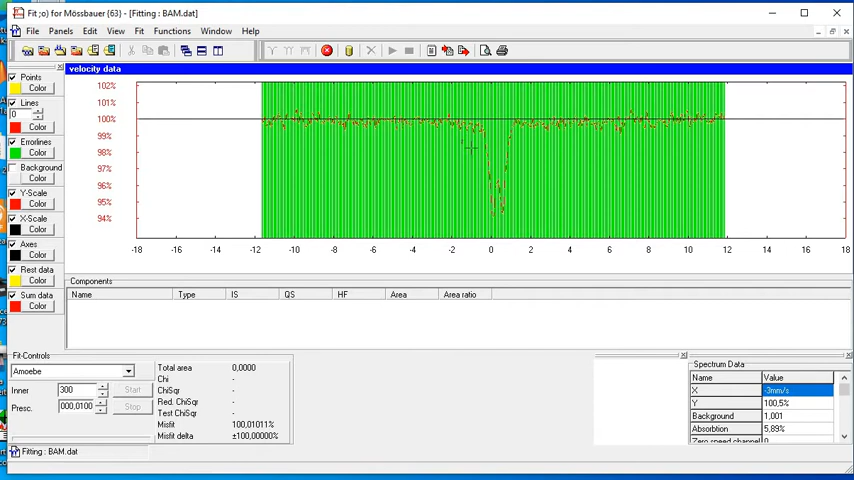 Fit ;o) for Mössbauer (63) - [Fitting : BAM.dat]
File Panels Edit View Fit Functions Window Help
velocity data
Points
Color
Lines
0
Color
Errorlines
Color
Background
Color
Y-Scale
Color
X-Scale
Color
Axes
Color
Rest data
Color
Sum data
Color
102%
101%
100%
99%
98%
97%
96%
95%
94%
-18 -16 -14 -12 -10 -8 -6 -4 -2 0 2 4 6 8 10 12 14 16 18
Components
Name Type IS QS HF Area Area ratio
Fit-Controls
Amoebe
Inner 300 Start
Presc. 000,0100 Stop
Total area 0,0000
Chi -
ChiSqr -
Red. ChiSqr -
Test ChiSqr -
Misfit 100,01011%
Misfit delta ±100,00000%
Spectrum Data
Name Value
X -3mm/s
Y 100,5%
Background 1,001
Absorbtion 5,89%
Zero speed channel 0
Fitting : BAM.dat